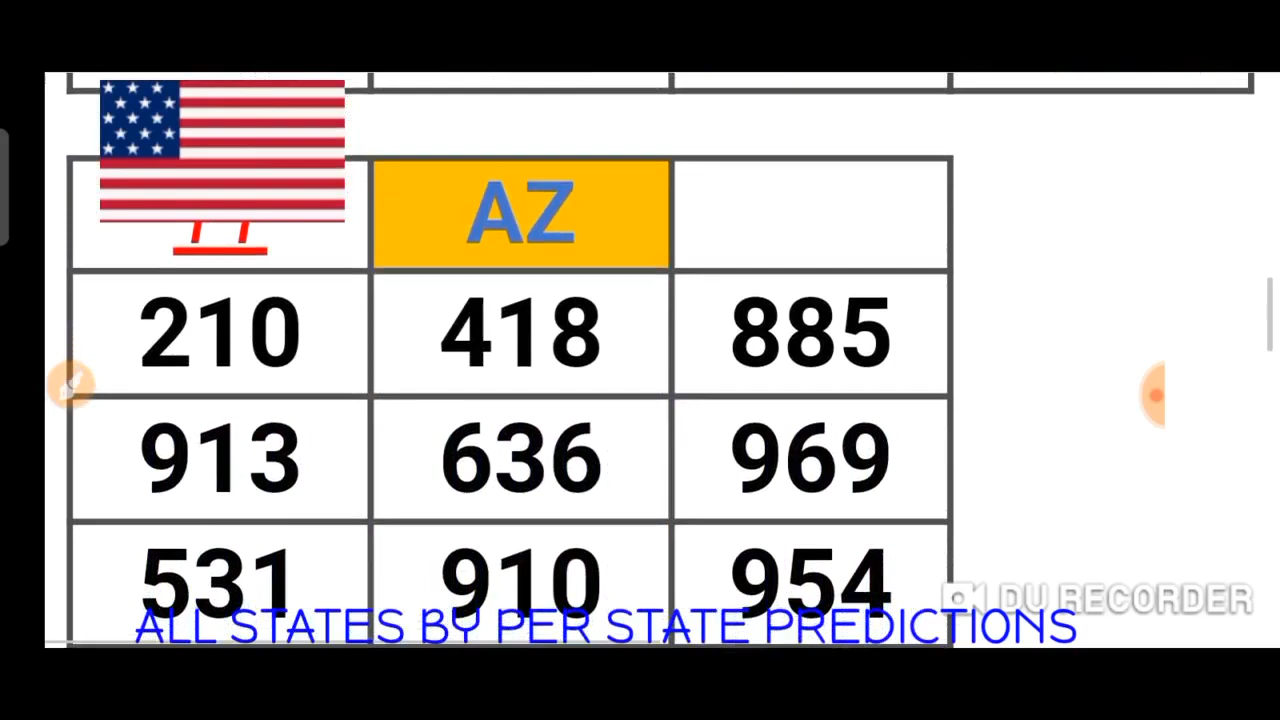 AZ
210 418 885
913 636 969
531 910 954
ALL STATES BY PER STATE PREDICTIONS
DU RECORDER